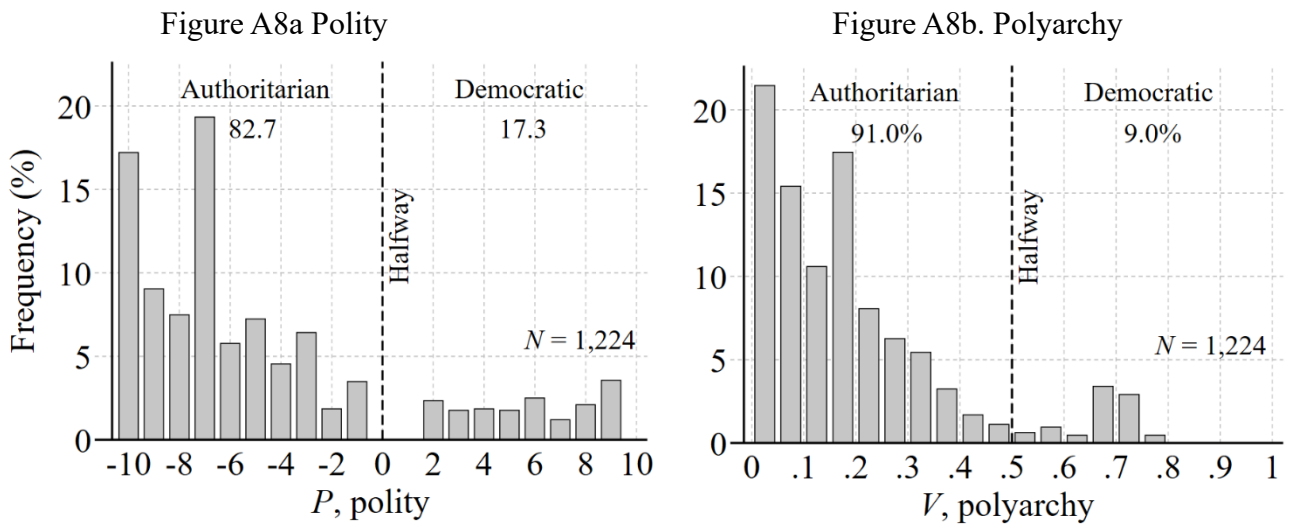 Figure A8a Polity
Authoritarian
82.7
Democratic
17.3
Halfway
N = 1,224
Frequency (%)
20
15
10
5
0
-10 -8 -6 -4 -2 0 2 4 6 8 10
P, polity
Figure A8b. Polyarchy
Authoritarian
91.0%
Democratic
9.0%
Halfway
N = 1,224
20
15
10
5
0
0 .1 .2 .3 .4 .5 .6 .7 .8 .9 1
V, polyarchy